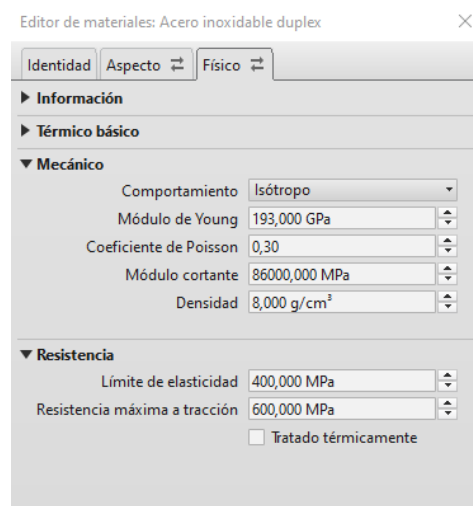 Editor de materiales: Acero inoxidable duplex
Identidad Aspecto Físico
Información
Térmico básico
Mecánico
Comportamiento Isótropo
Módulo de Young 193,000 GPa
Coeficiente de Poisson 0,30
Módulo cortante 86000,000 MPa
Densidad 8,000 g/cm³
Resistencia
Límite de elasticidad 400,000 MPa
Resistencia máxima a tracción 600,000 MPa
Tratado térmicamente